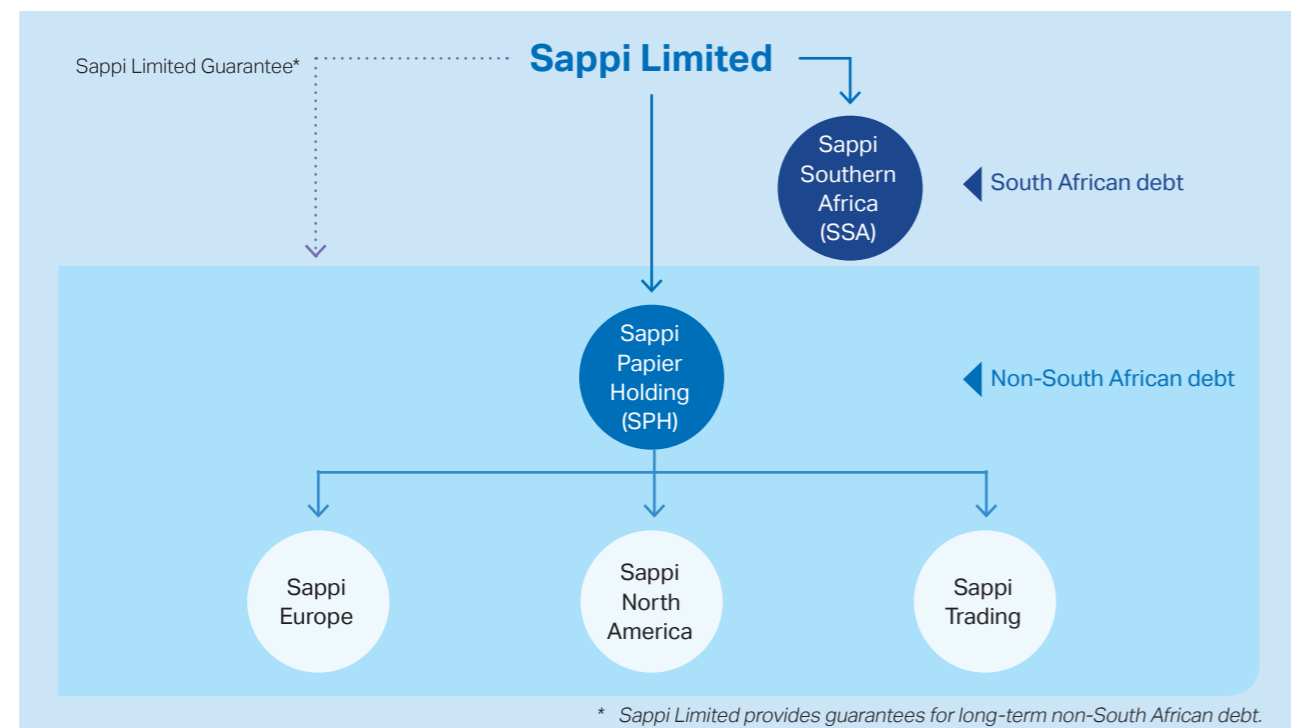 Sappi Limited Guarantee*
Sappi Limited
Sappi
Southern
Africa
(SSA)
South African debt
Sappi
Papier
Holding
(SPH)
Non-South African debt
Sappi
Europe
Sappi
North
America
Sappi
Trading
* Sappi Limited provides guarantees for long-term non-South African debt.